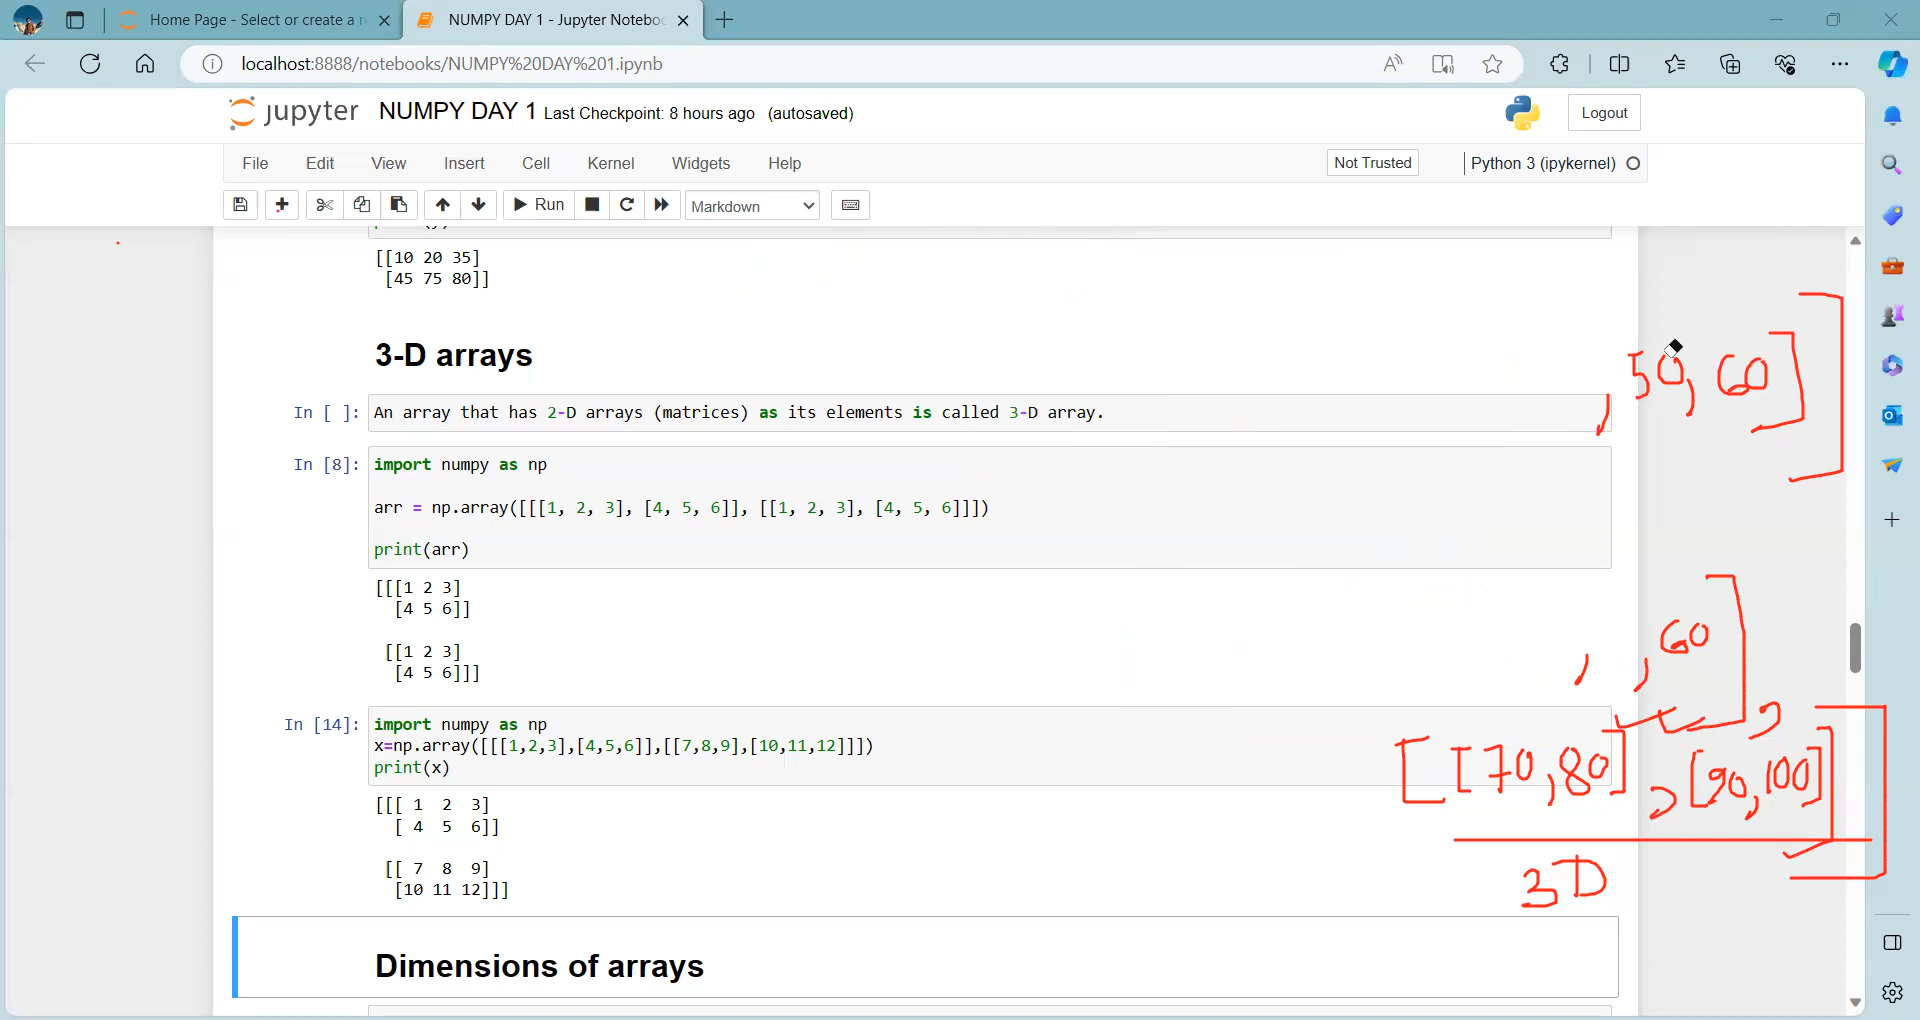 Home Page - Select or create a n
NUMPY DAY 1 - Jupyter Notebo
localhost:8888/notebooks/NUMPY%20DAY%201.ipynb
jupyter NUMPY DAY 1 Last Checkpoint: 8 hours ago (autosaved)
Logout
File Edit View Insert Cell Kernel Widgets Help
Not Trusted
Python 3 (ipykernel)
Run
Markdown
[[10 20 35]
[45 75 80]]
3-D arrays
50, 60]]
In [ ]: An array that has 2-D arrays (matrices) as its elements is called 3-D array.
,
In [8]: import numpy as np
arr = np.array([[[1, 2, 3], [4, 5, 6]], [[1, 2, 3], [4, 5, 6]]])
print(arr)
[[[1 2 3]
[4 5 6]]
[[1 2 3]
[4 5 6]]]
, ,60] ,
In [14]: import numpy as np
x=np.array([[[1,2,3],[4,5,6]],[[7,8,9],[10,11,12]]])
print(x)
[[70,80] ,[90,100]]]
[[[ 1 2 3]
[ 4 5 6]]
[[ 7 8 9]
[10 11 12]]]
3D
Dimensions of arrays